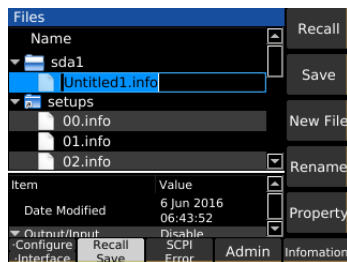 Files
Name
sda1
Untitled1.info
setups
00.info
01.info
02.info
Item Value
Date Modified 6 Jun 2016
06:43:52
Output/Input Disable
Recall
Save
New File
Rename
Property
·Configure
·Interface
Recall
Save
SCPI
Error
Admin
Infomation